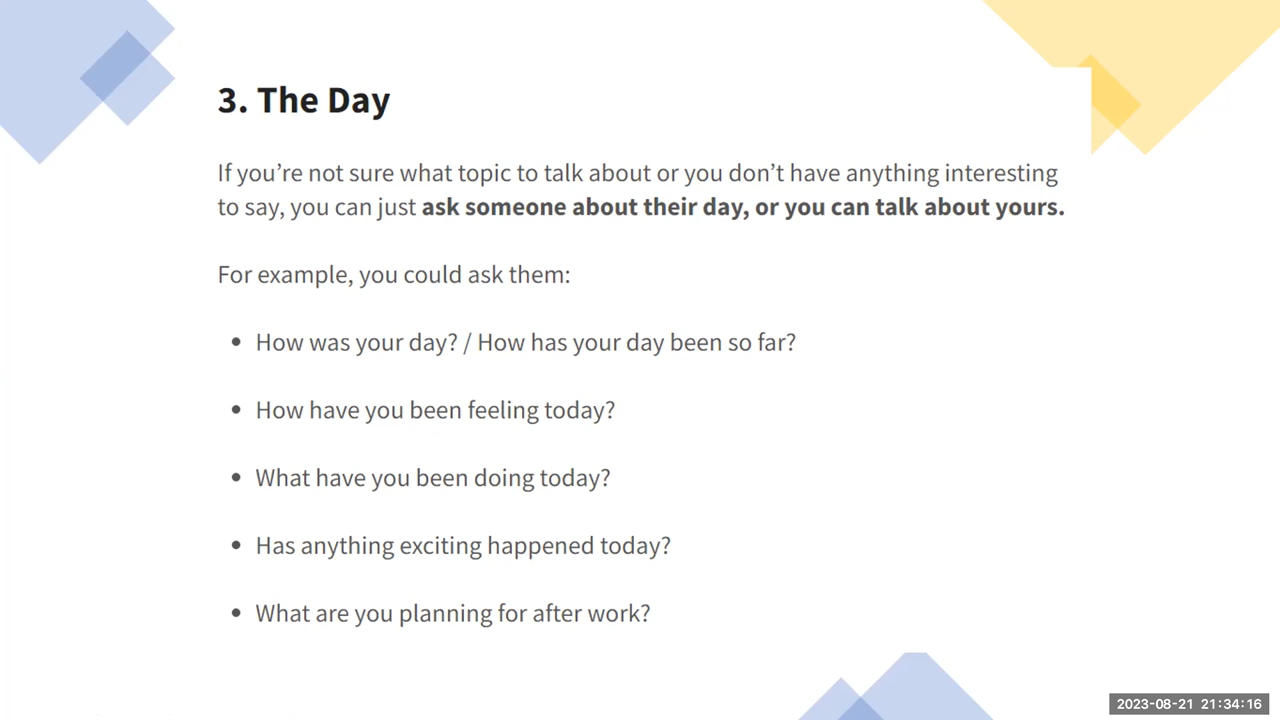 3. The Day
If you’re not sure what topic to talk about or you don’t have anything interesting
to say, you can just ask someone about their day, or you can talk about yours.
For example, you could ask them:
• How was your day? / How has your day been so far?
• How have you been feeling today?
• What have you been doing today?
• Has anything exciting happened today?
• What are you planning for after work?
2023-08-21 21:34:16